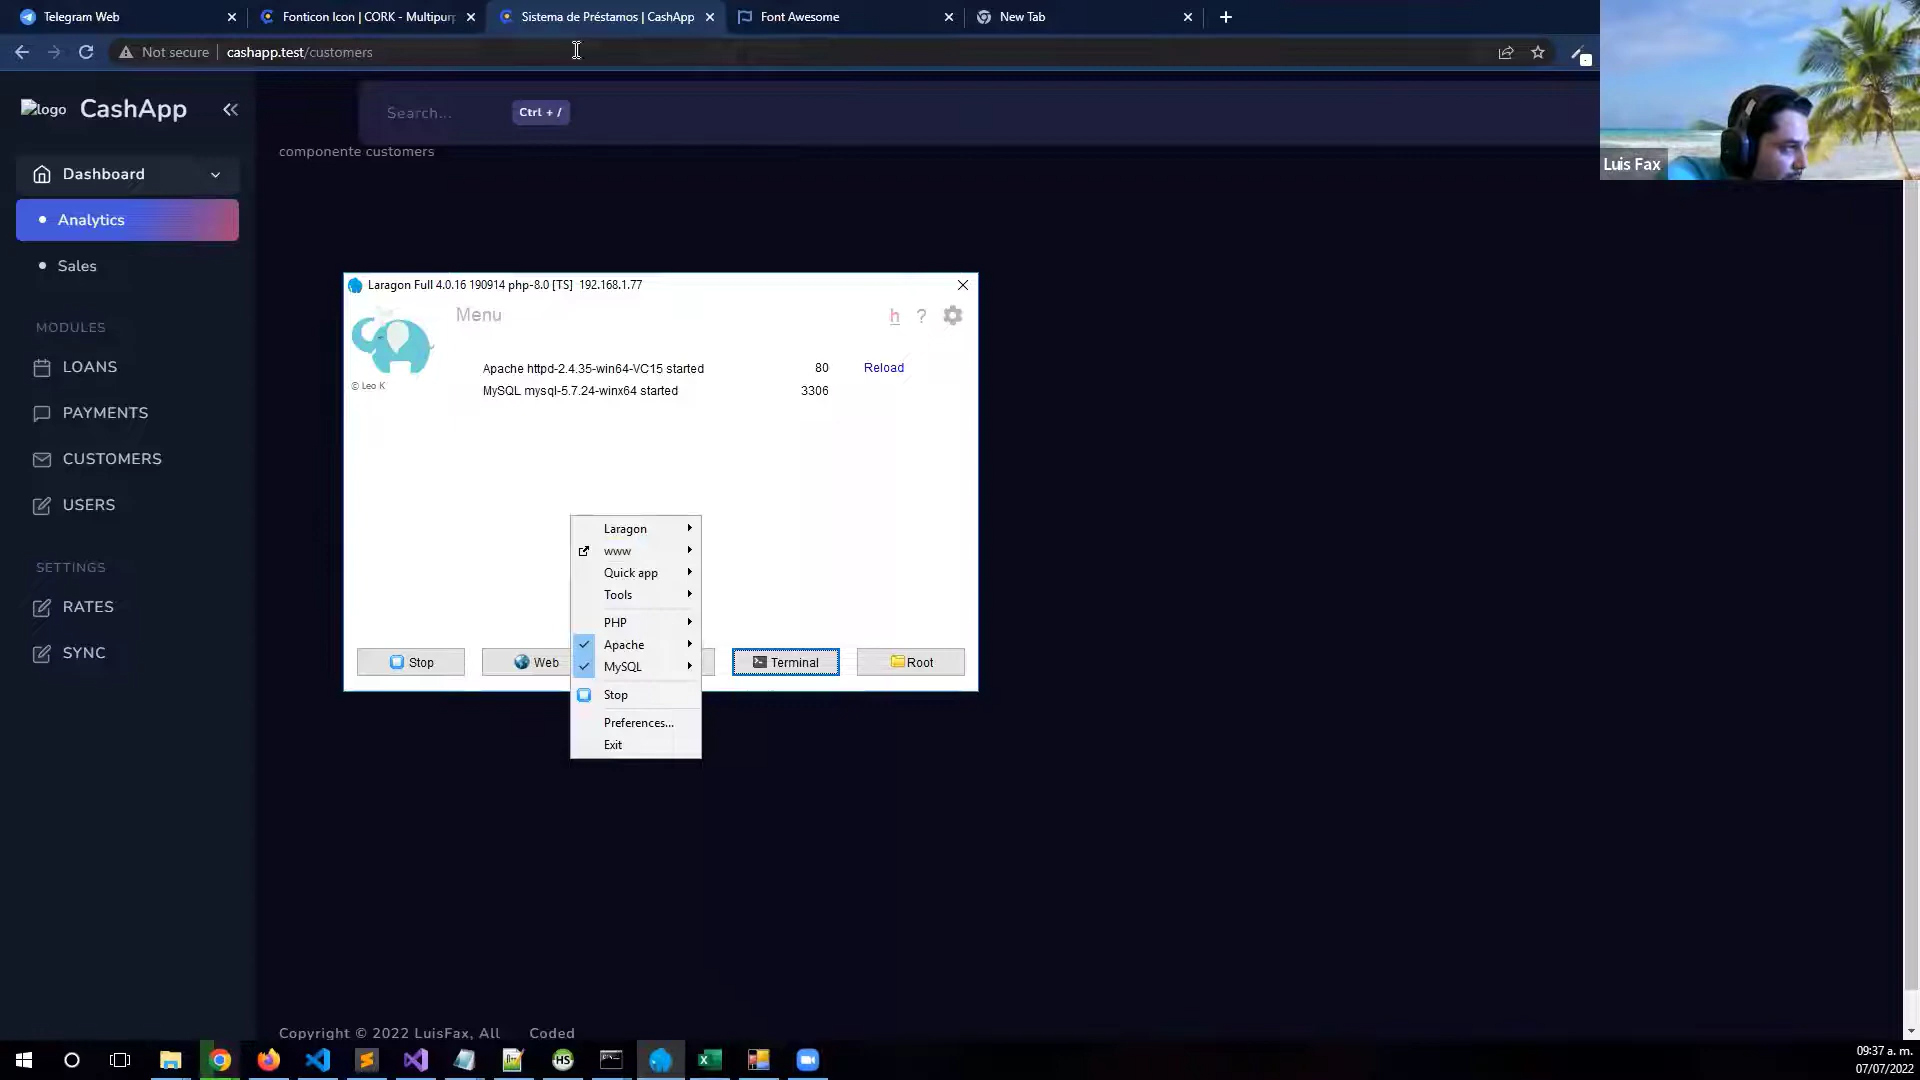 Telegram Web
Fonticon Icon | CORK - Multipurp
Sistema de Préstamos | CashApp
Font Awesome
New Tab
Not secure
cashapp.test/customers
Luis Fax
logo
CashApp
Search...
Ctrl + /
componente customers
Dashboard
Analytics
Sales
MODULES
LOANS
PAYMENTS
CUSTOMERS
USERS
SETTINGS
RATES
SYNC
Laragon Full 4.0.16 190914 php-8.0 [TS] 192.168.1.77
Menu
h ?
© Leo K
Apache httpd-2.4.35-win64-VC15 started 80 Reload
MySQL mysql-5.7.24-winx64 started 3306
Laragon
www
Quick app
Tools
PHP
Apache
MySQL
Stop
Preferences...
Exit
Stop
Web
Terminal
Root
Copyright © 2022 LuisFax, All
Coded
HS
09:37 a. m.
07/07/2022